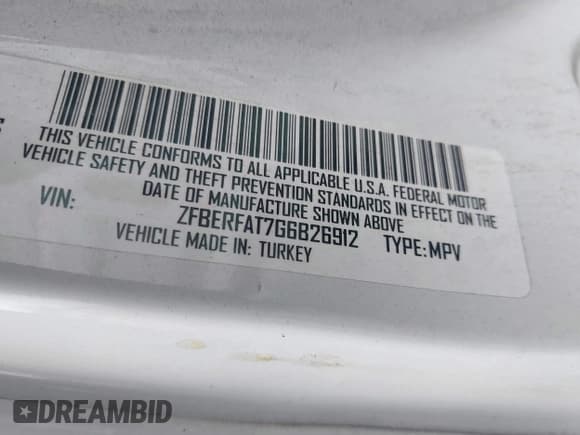 THIS VEHICLE CONFORMS TO ALL APPLICABLE U.S.A. FEDERAL MOTOR
VEHICLE SAFETY AND THEFT PREVENTION STANDARDS IN EFFECT ON THE
DATE OF MANUFACTURE SHOWN ABOVE
VIN: ZFBERFAT7G6B26912 TYPE: MPV
VEHICLE MADE IN: TURKEY
DREAMBID